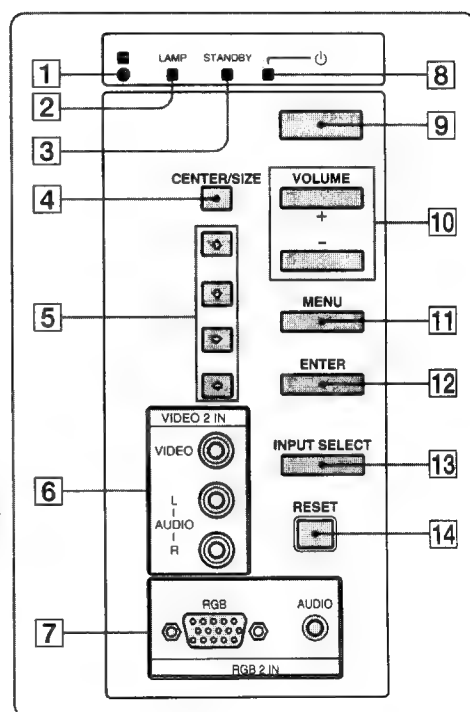 LAMP STANDBY
1
2
3
8
9
CENTER/SIZE
4
VOLUME
+
−
10
5
MENU
11
ENTER
12
VIDEO 2 IN
VIDEO
L
AUDIO
R
6
INPUT SELECT
13
RESET
14
7
RGB
AUDIO
RGB 2 IN